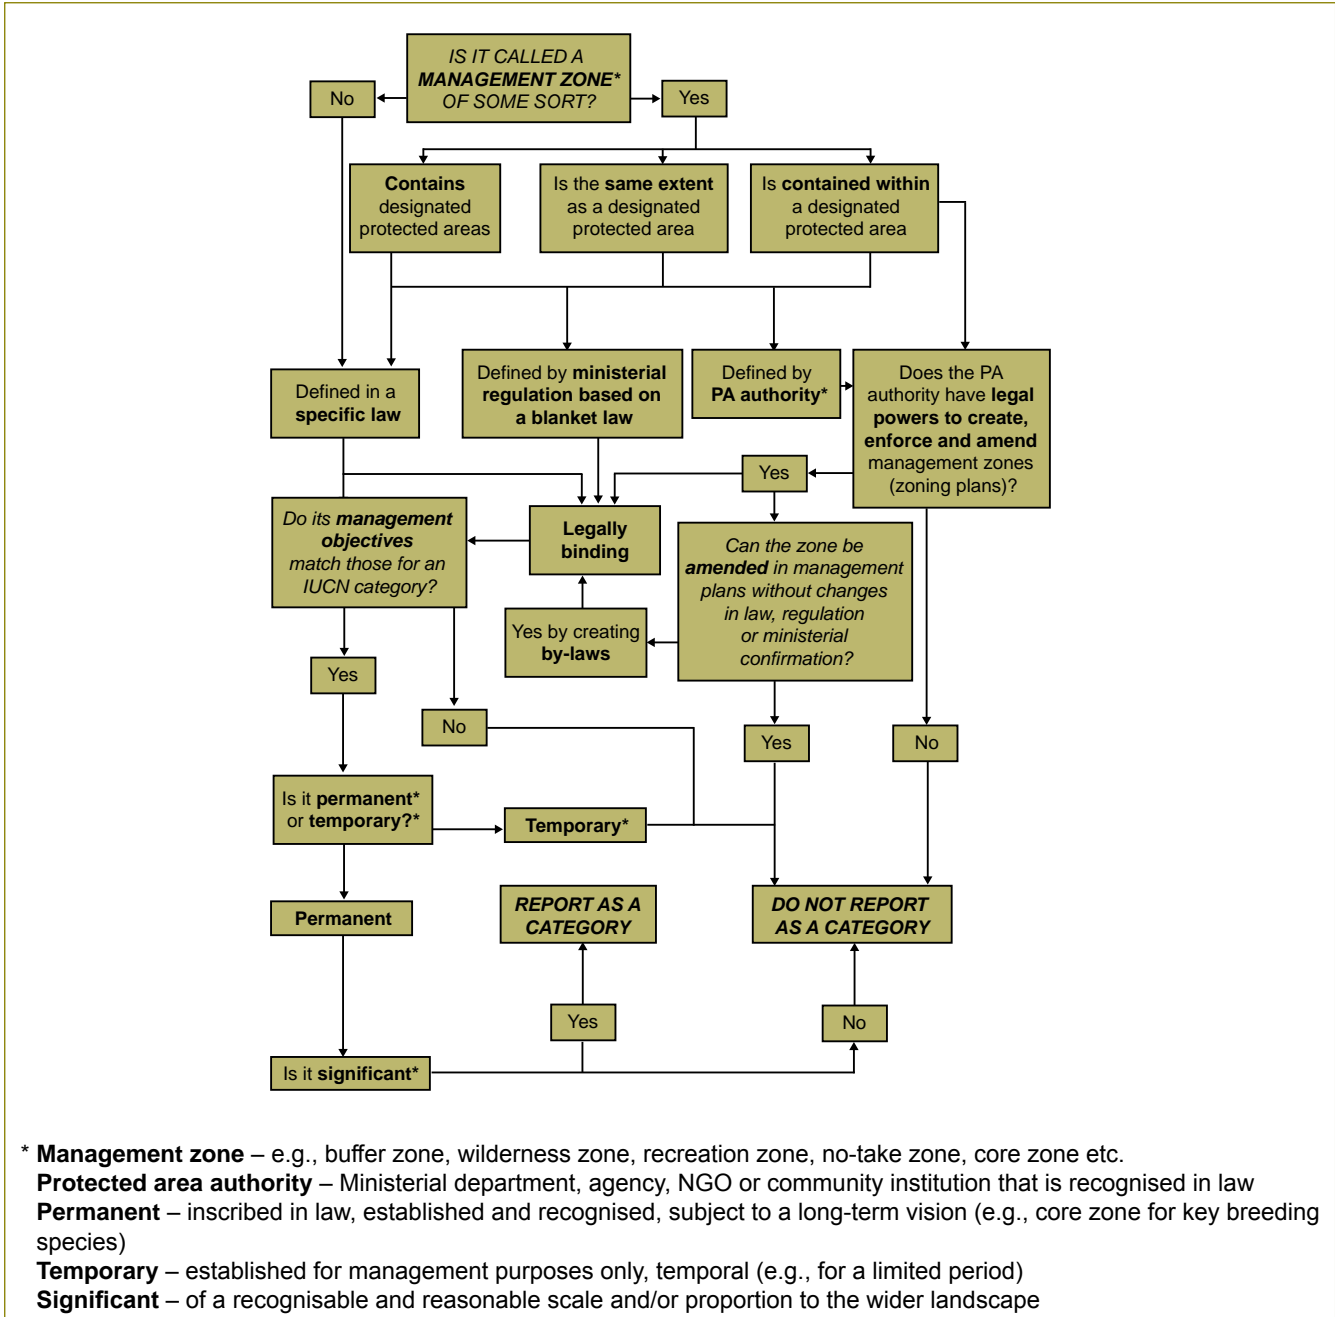 IS IT CALLED A
MANAGEMENT ZONE*
OF SOME SORT?
No
Yes
Contains
designated
protected areas
Is the same extent
as a designated
protected area
Is contained within
a designated
protected area
Defined in a
specific law
Defined by ministerial
regulation based on
a blanket law
Defined by
PA authority*
Does the PA
authority have legal
powers to create,
enforce and amend
management zones
(zoning plans)?
Yes
Do its management
objectives
match those for an
IUCN category?
Legally
binding
Can the zone be
amended in management
plans without changes
in law, regulation
or ministerial
confirmation?
Yes by creating
by-laws
Yes
No
Yes
No
Is it permanent*
or temporary?*
Temporary*
Permanent
REPORT AS A
CATEGORY
DO NOT REPORT
AS A CATEGORY
Yes
No
Is it significant*
* Management zone – e.g., buffer zone, wilderness zone, recreation zone, no-take zone, core zone etc.
Protected area authority – Ministerial department, agency, NGO or community institution that is recognised in law
Permanent – inscribed in law, established and recognised, subject to a long-term vision (e.g., core zone for key breeding
species)
Temporary – established for management purposes only, temporal (e.g., for a limited period)
Significant – of a recognisable and reasonable scale and/or proportion to the wider landscape